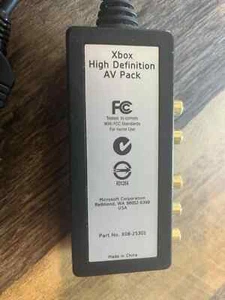 Xbox
High Definition
AV Pack
FC
Tested To Comply
With FCC Standards
For Home Use
N
Microsoft Corporation
Redmond, WA 98052-6399
USA
Part No.
Made in China